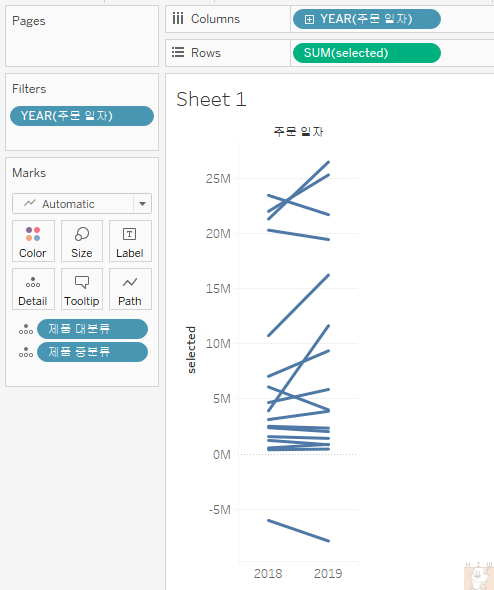 Pages
Columns
YEAR(주문 일자)
Rows
SUM(selected)
Filters
YEAR(주문 일자)
Marks
Automatic
Color
Size
Label
Detail
Tooltip
Path
제품 대분류
제품 중분류
Sheet 1
주문 일자
25M
20M
15M
10M
5M
0M
-5M
selected
2018
2019